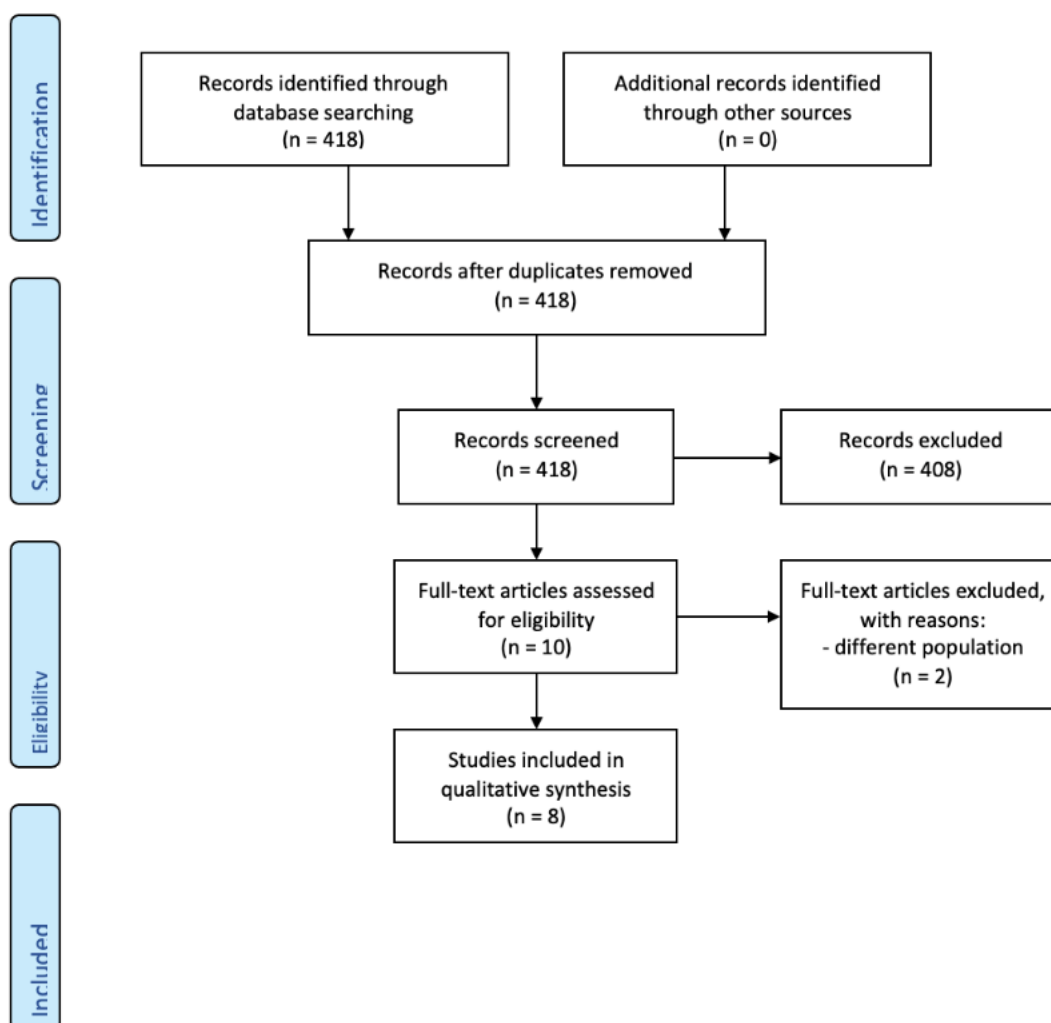 Identification
Records identified through
database searching
(n = 418)
Additional records identified
through other sources
(n = 0)
Records after duplicates removed
(n = 418)
Screening
Records screened
(n = 418)
Records excluded
(n = 408)
Eligibility
Full-text articles assessed
for eligibility
(n = 10)
Full-text articles excluded,
with reasons:
- different population
(n = 2)
Studies included in
qualitative synthesis
(n = 8)
Included